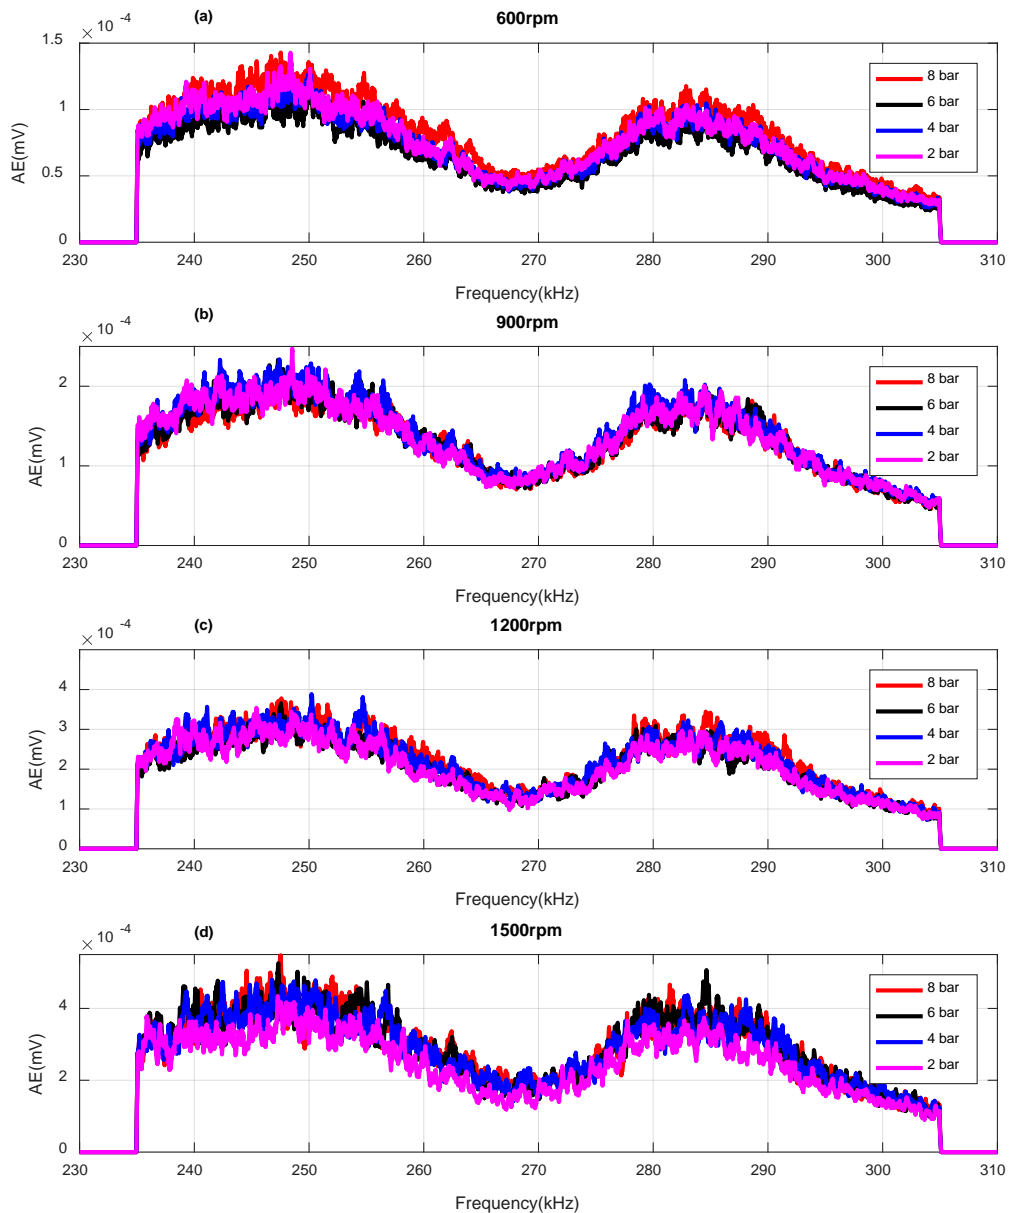 (a)
600rpm
× 10 -4
1.5
1
0.5
0
AE(mV)
8 bar
6 bar
4 bar
2 bar
230 240 250 260 270 280 290 300 310
Frequency(kHz)
(b)
900rpm
× 10 -4
2
1
0
AE(mV)
8 bar
6 bar
4 bar
2 bar
230 240 250 260 270 280 290 300 310
Frequency(kHz)
(c)
1200rpm
× 10 -4
4
3
2
1
0
AE(mV)
8 bar
6 bar
4 bar
2 bar
230 240 250 260 270 280 290 300 310
Frequency(kHz)
(d)
1500rpm
× 10 -4
4
2
0
AE(mV)
8 bar
6 bar
4 bar
2 bar
230 240 250 260 270 280 290 300 310
Frequency(kHz)